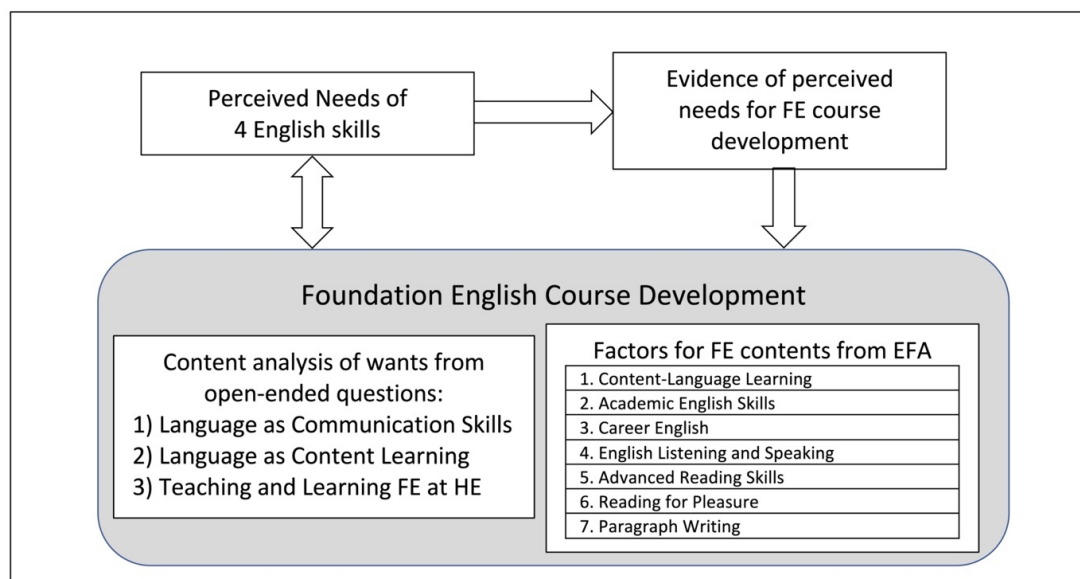 Perceived Needs of
4 English skills
Evidence of perceived
needs for FE course
development
Foundation English Course Development
Content analysis of wants from
open-ended questions:
1) Language as Communication Skills
2) Language as Content Learning
3) Teaching and Learning FE at HE
Factors for FE contents from EFA
1. Content-Language Learning
2. Academic English Skills
3. Career English
4. English Listening and Speaking
5. Advanced Reading Skills
6. Reading for Pleasure
7. Paragraph Writing